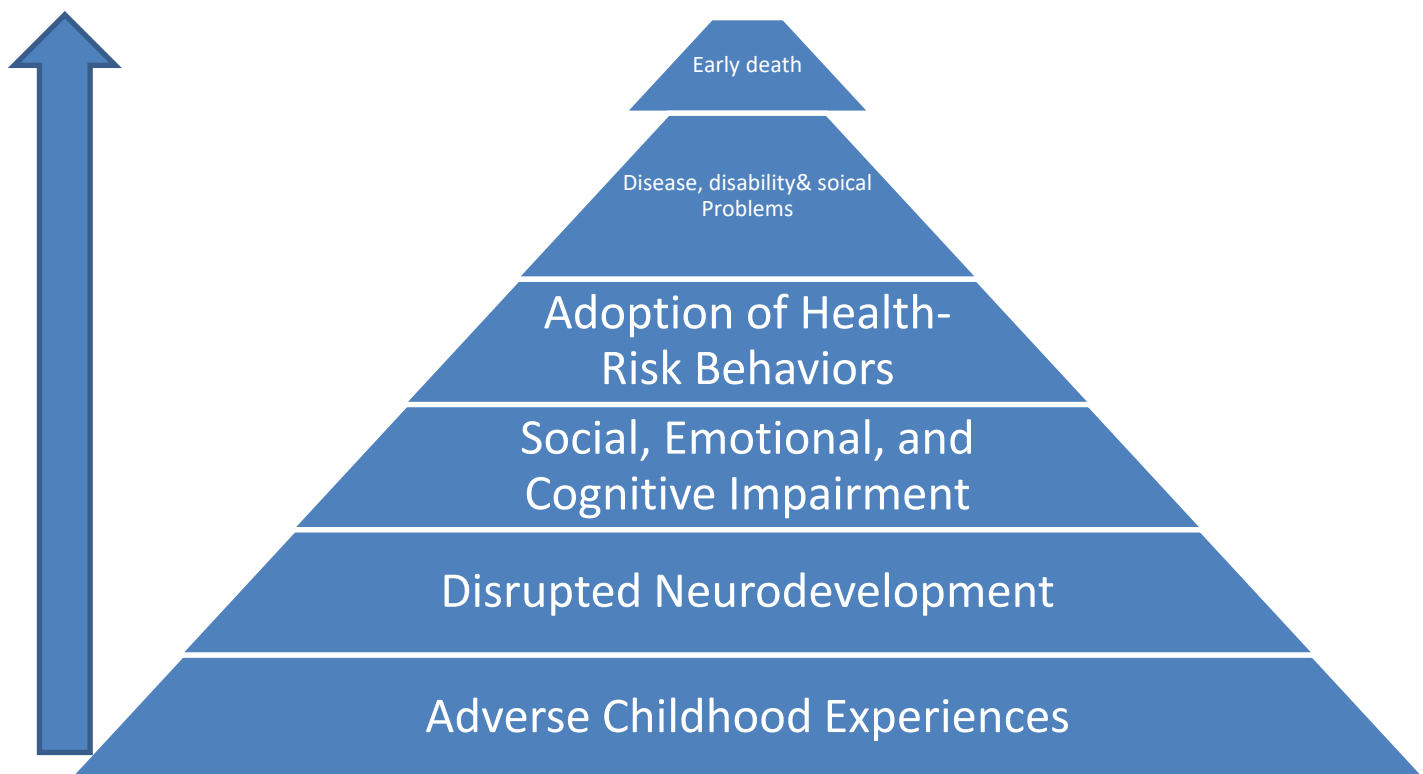 Early death
Disease, disability& soical
Problems
Adoption of Health-
Risk Behaviors
Social, Emotional, and
Cognitive Impairment
Disrupted Neurodevelopment
Adverse Childhood Experiences